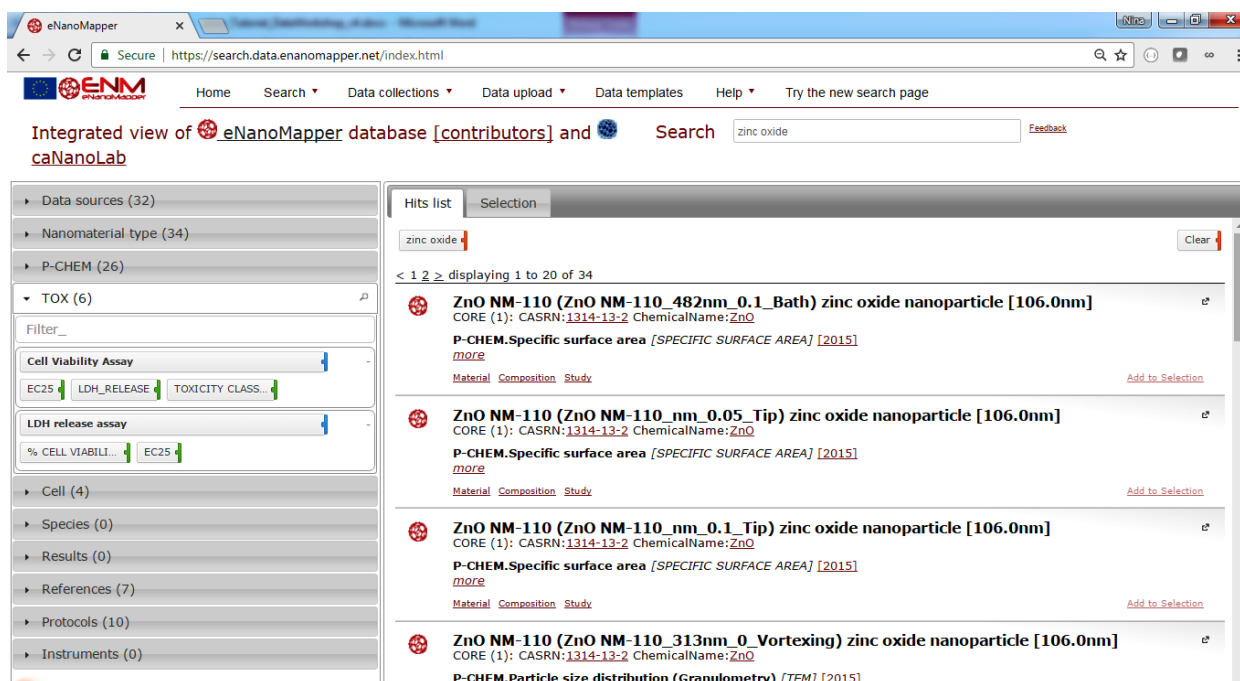 eNanoMapper
Nina
Secure | https://search.data.enanomapper.net/index.html
ENM
eNanoMapper
Home Search Data collections Data upload Data templates Help Try the new search page
Integrated view of eNanoMapper database [contributors] and
caNanoLab
Search zinc oxide Feedback
Data sources (32)
Nanomaterial type (34)
P-CHEM (26)
TOX (6)
Filter_
Cell Viability Assay -
EC25 LDH_RELEASE TOXICITY CLASS...
LDH release assay -
% CELL VIABILI... EC25
Cell (4)
Species (0)
Results (0)
References (7)
Protocols (10)
Instruments (0)
Hits list Selection
zinc oxide Clear
< 1 2 > displaying 1 to 20 of 34
ZnO NM-110 (ZnO NM-110_482nm_0.1_Bath) zinc oxide nanoparticle [106.0nm]
CORE (1): CASRN:1314-13-2 ChemicalName:ZnO
P-CHEM.Specific surface area [SPECIFIC SURFACE AREA] [2015]
more
Material Composition Study Add to Selection
ZnO NM-110 (ZnO NM-110_nm_0.05_Tip) zinc oxide nanoparticle [106.0nm]
CORE (1): CASRN:1314-13-2 ChemicalName:ZnO
P-CHEM.Specific surface area [SPECIFIC SURFACE AREA] [2015]
more
Material Composition Study Add to Selection
ZnO NM-110 (ZnO NM-110_nm_0.1_Tip) zinc oxide nanoparticle [106.0nm]
CORE (1): CASRN:1314-13-2 ChemicalName:ZnO
P-CHEM.Specific surface area [SPECIFIC SURFACE AREA] [2015]
more
Material Composition Study Add to Selection
ZnO NM-110 (ZnO NM-110_313nm_0_Vortexing) zinc oxide nanoparticle [106.0nm]
CORE (1): CASRN:1314-13-2 ChemicalName:ZnO
P-CHEM.Particle size distribution (Granulometry) [TEM] [2015]